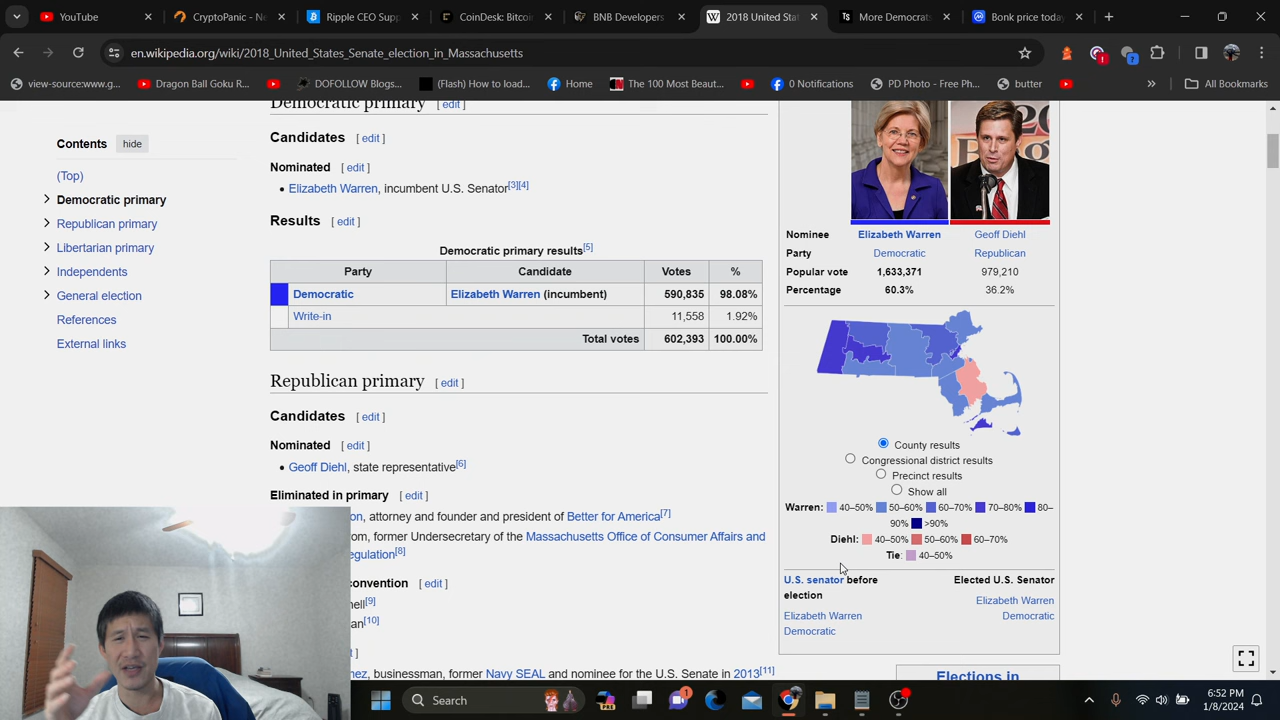 YouTube
CryptoPanic - Ne
Ripple CEO Supp
CoinDesk: Bitcoin
BNB Developers
2018 United Sta
More Democrats
Bonk price today
en.wikipedia.org/wiki/2018_United_States_Senate_election_in_Massachusetts
view-source:www.g...
Dragon Ball Goku R...
DOFOLLOW Blogs...
(Flash) How to load...
Home
The 100 Most Beaut...
0 Notifications
PD Photo - Free Ph...
butter
»
All Bookmarks
Contents hide
(Top)
Democratic primary
Republican primary
Libertarian primary
Independents
General election
References
External links
Democratic primary [ edit ]
Candidates [ edit ]
Nominated [ edit ]
• Elizabeth Warren, incumbent U.S. Senator[3][4]
Results [ edit ]
Democratic primary results[5]
Party Candidate Votes %
Democratic Elizabeth Warren (incumbent) 590,835 98.08%
Write-in 11,558 1.92%
Total votes 602,393 100.00%
Republican primary [ edit ]
Candidates [ edit ]
Nominated [ edit ]
• Geoff Diehl, state representative[6]
Eliminated in primary [ edit ]
on, attorney and founder and president of Better for America[7]
om, former Undersecretary of the Massachusetts Office of Consumer Affairs and
egulation[8]
convention [ edit ]
ell[9]
an[10]
edit ]
ez, businessman, former Navy SEAL and nominee for the U.S. Senate in 2013[11]
Nominee Elizabeth Warren Geoff Diehl
Party Democratic Republican
Popular vote 1,633,371 979,210
Percentage 60.3% 36.2%
County results
Congressional district results
Precinct results
Show all
Warren: 40–50% 50–60% 60–70% 70–80% 80–
90% >90%
Diehl: 40–50% 50–60% 60–70%
Tie: 40–50%
U.S. senator before
election
Elizabeth Warren
Democratic
Elected U.S. Senator
Elizabeth Warren
Democratic
Elections in
Search
1
6:52 PM
1/8/2024